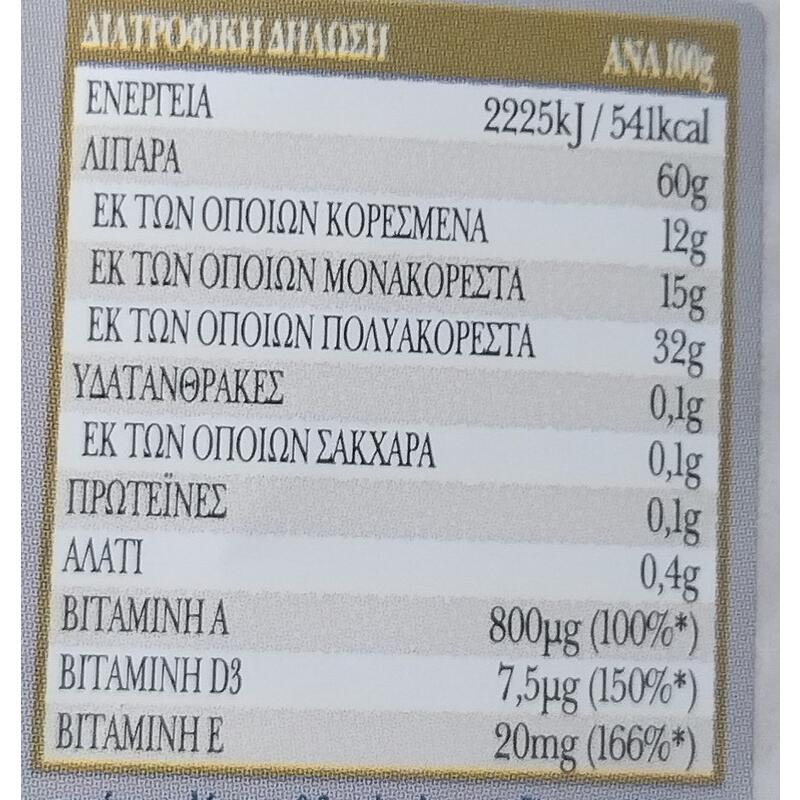 ΔΙΑΤΡΟΦΙΚΗ ΔΗΛΩΣΗ ΑΝΑ 100g
ΕΝΕΡΓΕΙΑ 2225kJ / 541kcal
ΛΙΠΑΡΑ 60g
ΕΚ ΤΩΝ ΟΠΟΙΩΝ ΚΟΡΕΣΜΕΝΑ 12g
ΕΚ ΤΩΝ ΟΠΟΙΩΝ ΜΟΝΑΚΟΡΕΣΤΑ 15g
ΕΚ ΤΩΝ ΟΠΟΙΩΝ ΠΟΛΥΑΚΟΡΕΣΤΑ 32g
ΥΔΑΤΑΝΘΡΑΚΕΣ 0,1g
ΕΚ ΤΩΝ ΟΠΟΙΩΝ ΣΑΚΧΑΡΑ 0,1g
ΠΡΩΤΕΪΝΕΣ 0,1g
ΑΛΑΤΙ 0,4g
ΒΙΤΑΜΙΝΗ Α 800μg (100%*)
ΒΙΤΑΜΙΝΗ D3 7,5μg (150%*)
ΒΙΤΑΜΙΝΗ Ε 20mg (166%*)